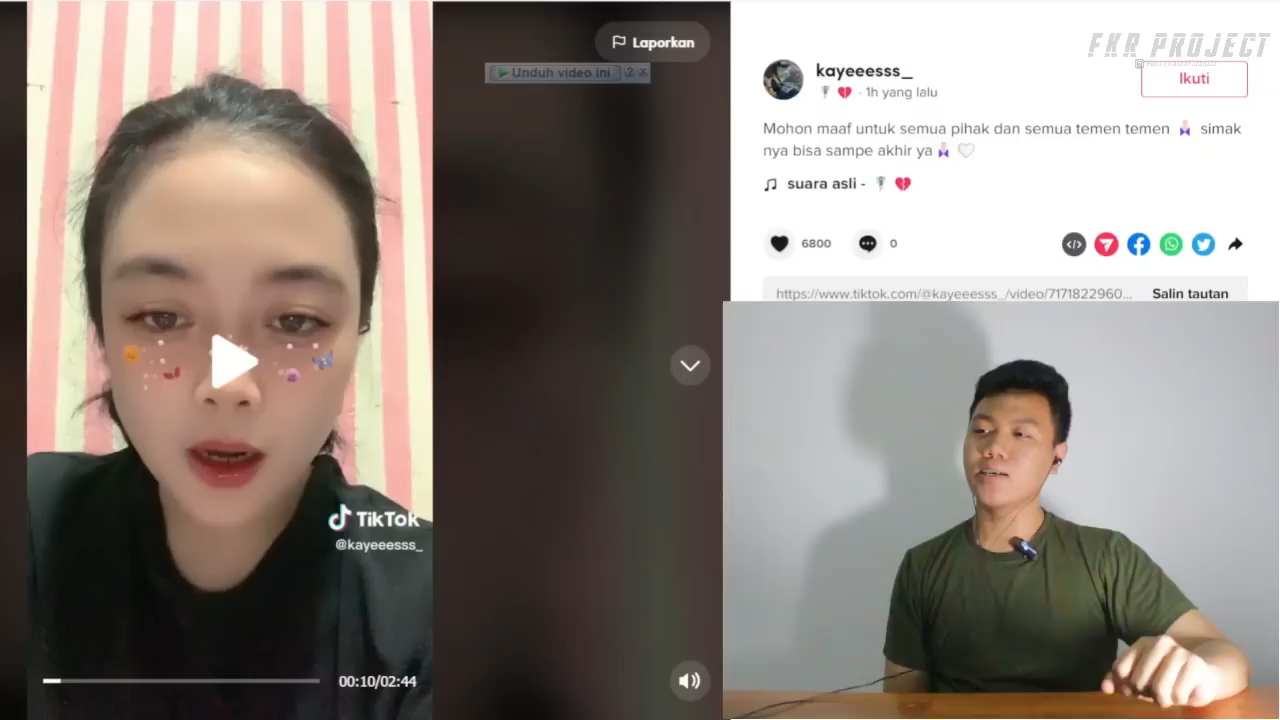 Laporkan
Unduh video ini
TikTok
@kayeeesss_
00:10/02:44
FKR PROJECT
kayeeesss_
· 1h yang lalu
Ikuti
Mohon maaf untuk semua pihak dan semua temen temen simak
nya bisa sampe akhir ya
suara asli -
6800
0
https://www.tiktok.com/@kayeeesss_/video/7171822960...
Salin tautan